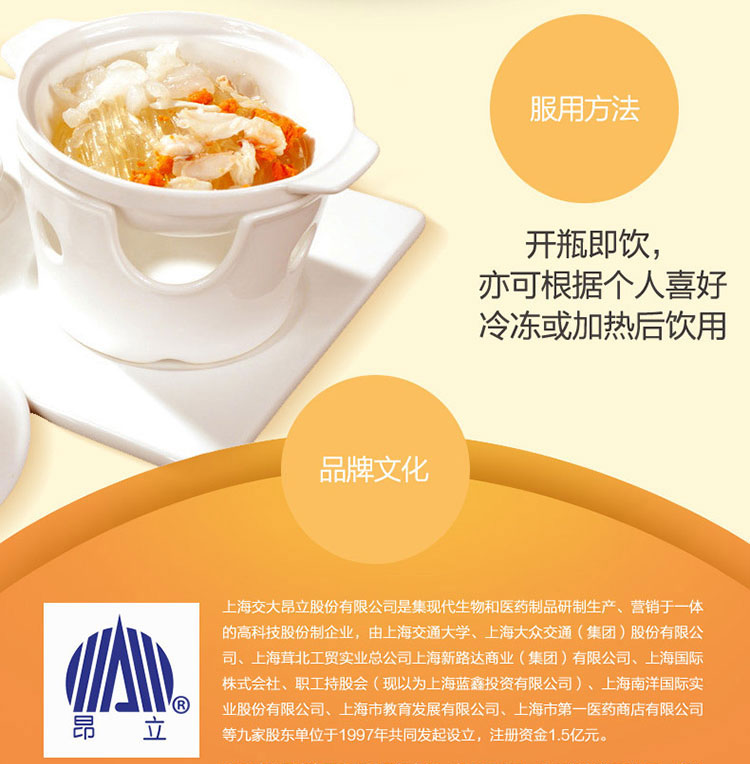 服用方法
开瓶即饮，
亦可根据个人喜好
冷冻或加热后饮用
品牌文化
上海交大昂立股份有限公司是集现代生物和医药制品研制生产、营销于一体
的高科技股份制企业，由上海交通大学、上海大众交通（集团）股份有限公
司、上海茸北工贸实业总公司上海新路达商业（集团）有限公司、上海国际
株式会社、职工持股会（现以为上海蓝鑫投资有限公司）、上海南洋国际实
业股份有限公司、上海市教育发展有限公司、上海市第一医药商店有限公司
等九家股东单位于1997年共同发起设立，注册资金1.5亿元。
®
昂 立